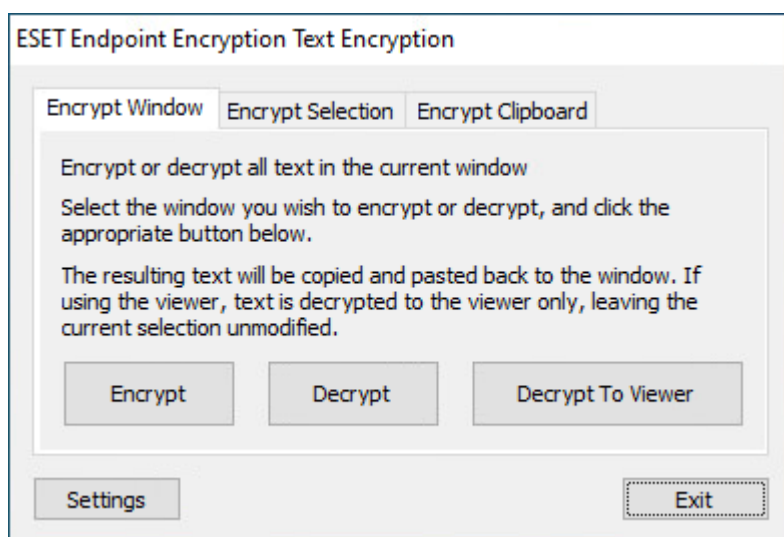 ESET Endpoint Encryption Text Encryption
Encrypt Window Encrypt Selection Encrypt Clipboard
Encrypt or decrypt all text in the current window
Select the window you wish to encrypt or decrypt, and click the
appropriate button below.
The resulting text will be copied and pasted back to the window. If
using the viewer, text is decrypted to the viewer only, leaving the
current selection unmodified.
Encrypt Decrypt Decrypt To Viewer
Settings Exit